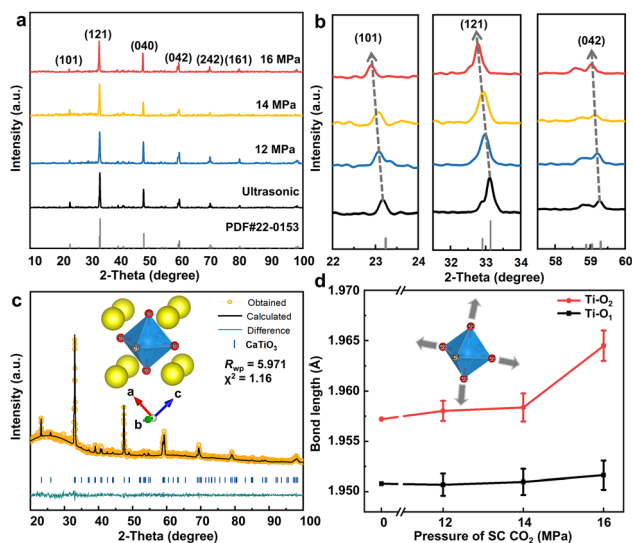 a
(121)
(101)
(040)
(042)
(242)
(161)
16 MPa
14 MPa
12 MPa
Ultrasonic
PDF#22-0153
Intensity (a.u.)
10 20 30 40 50 60 70 80 90 100
2-Theta (degree)
b
(101)
(121)
(042)
Intensity (a.u.)
22 23 24
33 34
58 59 60
2-Theta (degree)
c
Obtained
Calculated
Difference
CaTiO3
Rwp = 5.971
χ2 = 1.16
a
c
b
Intensity (a.u.)
20 30 40 50 60 70 80 90 100
2-Theta (degree)
d
Ti-O2
Ti-O1
1.970
1.965
1.960
1.955
1.950
Bond length (Å)
0 12 14 16
Pressure of SC CO2 (MPa)